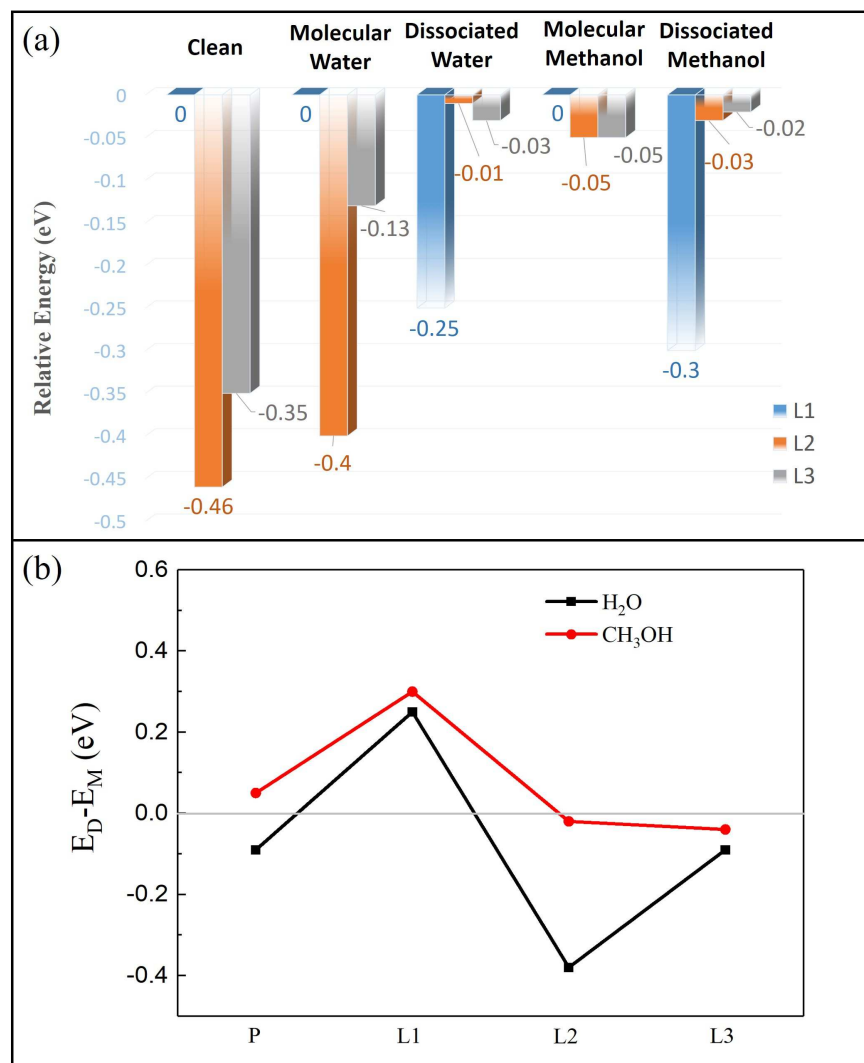 (a)
Clean
Molecular Water
Dissociated Water
Molecular Methanol
Dissociated Methanol
Relative Energy (eV)
0
-0.05
-0.1
-0.15
-0.2
-0.25
-0.3
-0.35
-0.4
-0.45
-0.5
0
-0.46
-0.35
0
-0.4
-0.13
-0.25
-0.01
-0.03
0
-0.05
-0.05
-0.3
-0.03
-0.02
L1
L2
L3
(b)
E_D-E_M (eV)
0.6
0.4
0.2
0.0
-0.2
-0.4
H₂O
CH₃OH
P
L1
L2
L3